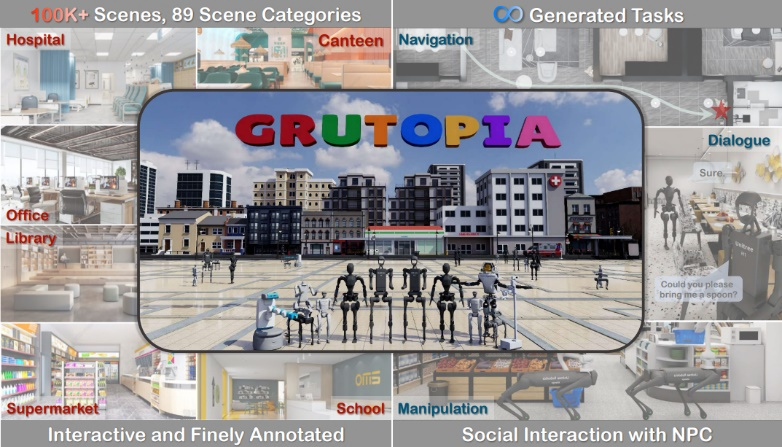 100K+ Scenes, 89 Scene Categories
∞ Generated Tasks
Hospital
Canteen
Navigation
GRUTOPIA
Dialogue
Sure.
Office
Library
Could you please
bring me a spoon?
Supermarket
School
Manipulation
Interactive and Finely Annotated
Social Interaction with NPC